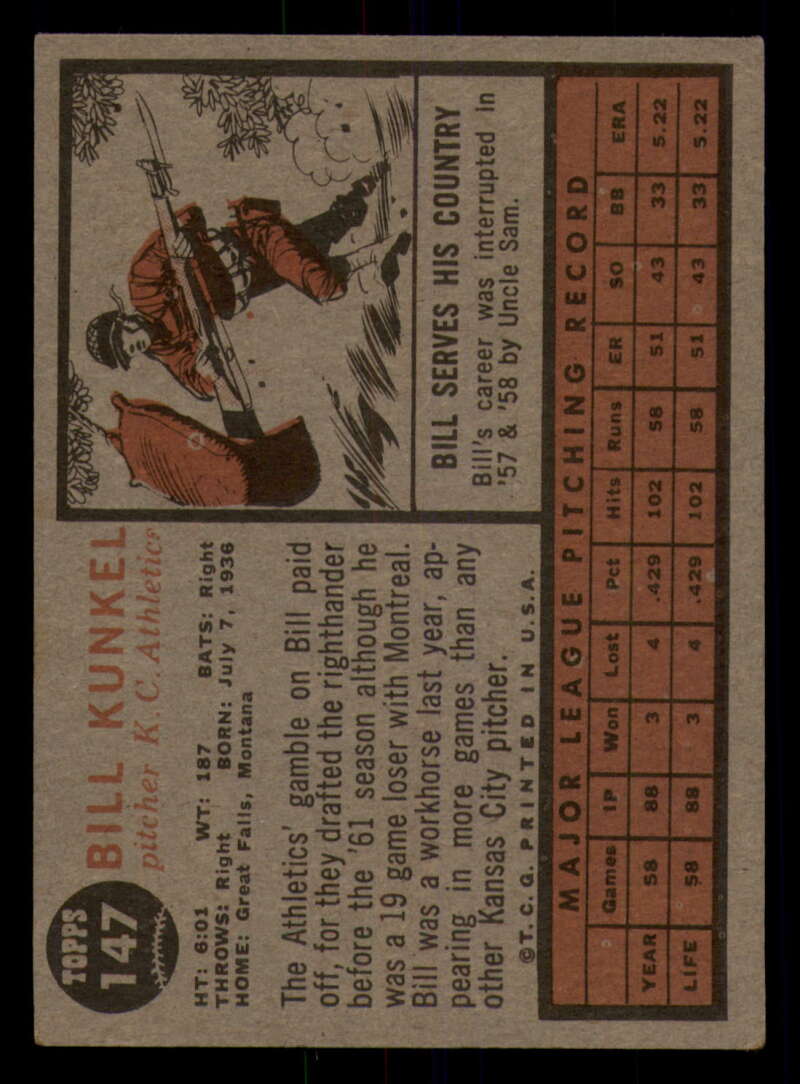 TOPPS
147
BILL KUNKEL
pitcher K. C. Athletics
HT: 6:01 WT: 187 BATS: Right
THROWS: Right BORN: July 7, 1936
HOME: Great Falls, Montana
The Athletics' gamble on Bill paid
off, for they drafted the righthander
before the '61 season although he
was a 19 game loser with Montreal.
Bill was a workhorse last year, ap-
pearing in more games than any
other Kansas City pitcher.
©T.C.G. PRINTED IN U.S.A.
BILL SERVES HIS COUNTRY
Bill's career was interrupted in
'57 & '58 by Uncle Sam.
MAJOR LEAGUE PITCHING RECORD
Games IP Won Lost Pct Hits Runs ER SO BB ERA
YEAR 58 88 3 4 .429 102 58 51 43 33 5.22
LIFE 58 88 3 4 .429 102 58 51 43 33 5.22